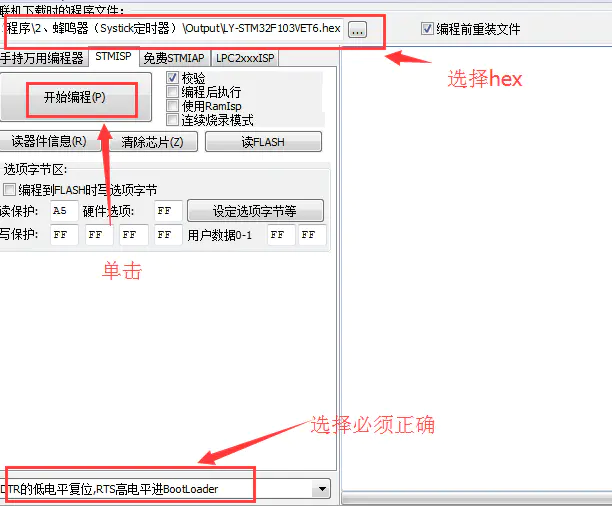 联机下载时的程序文件：
程序\2、蜂鸣器（Systick定时器）\Output\LY-STM32F103VET6.hex
...
编程前重装文件
选择hex
手持万用编程器
STMISP
免费STMIAP
LPC2xxxISP
开始编程(P)
校验
编程后执行
使用RamIsp
连续烧录模式
读器件信息(R)
清除芯片(Z)
读FLASH
选项字节区：
编程到FLASH时写选项字节
读保护:
A5
硬件选项:
FF
设定选项字节等
写保护:
FF
FF
FF
FF
用户数据0-1
FF
FF
单击
选择必须正确
DTR的低电平复位,RTS高电平进BootLoader